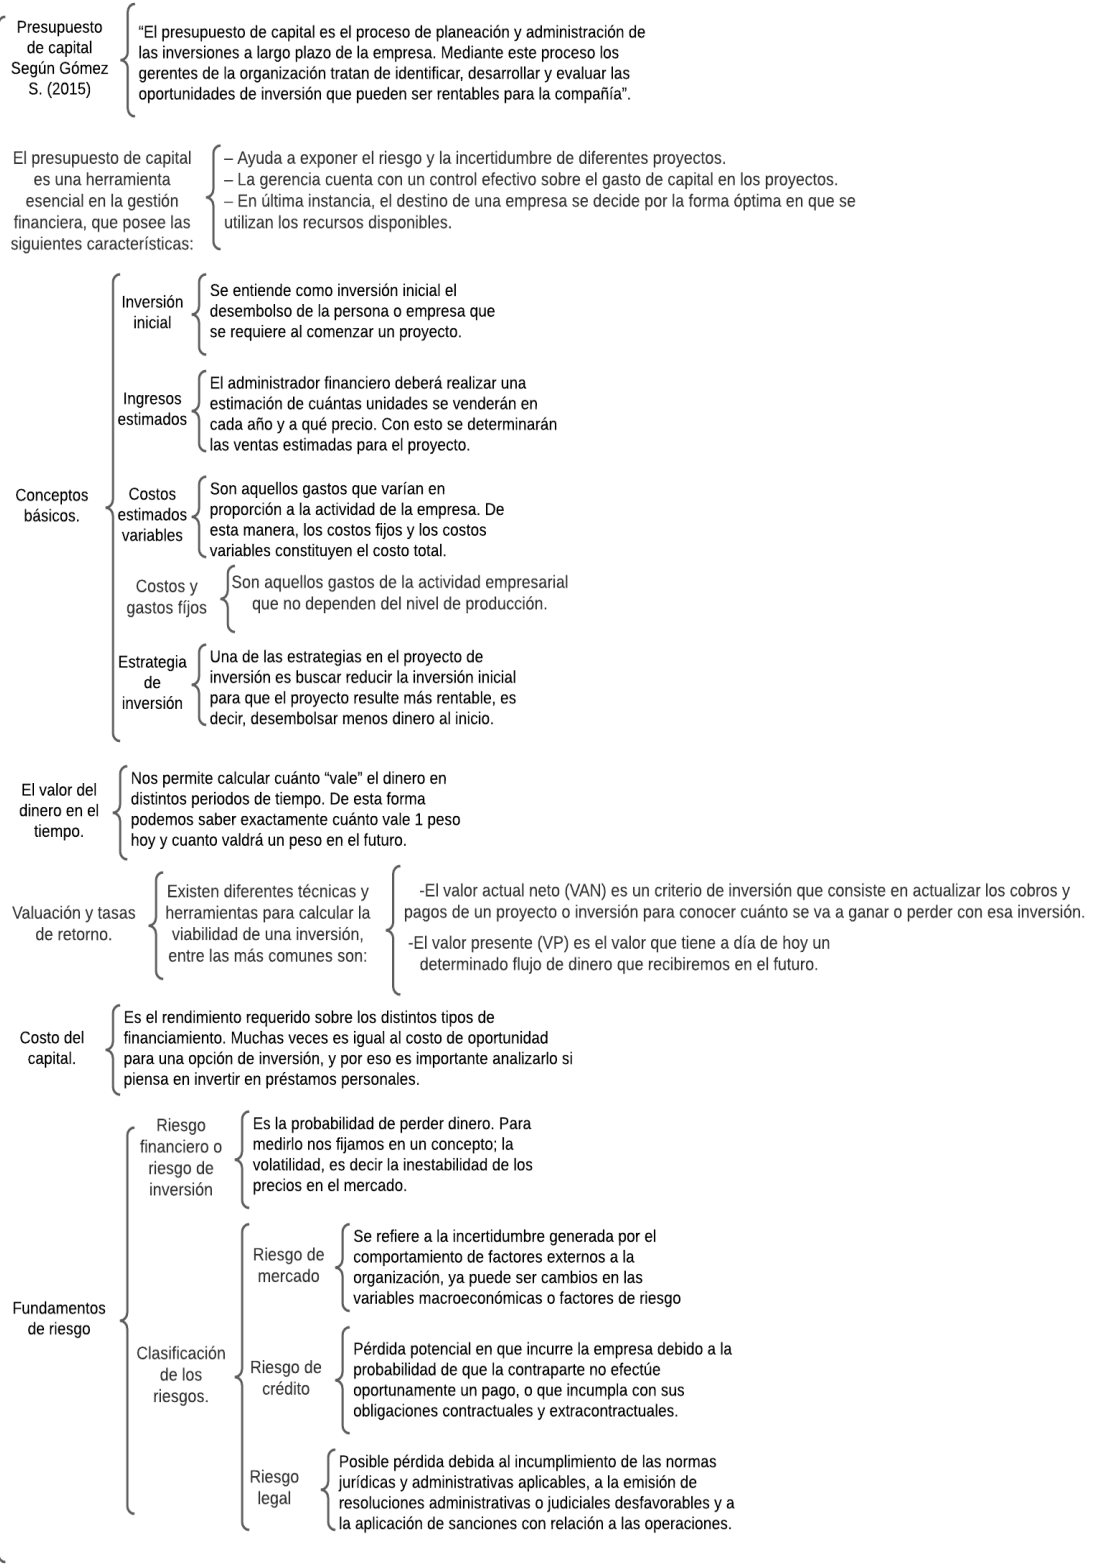 Presupuesto
de capital
Según Gómez
S. (2015)
“El presupuesto de capital es el proceso de planeación y administración de
las inversiones a largo plazo de la empresa. Mediante este proceso los
gerentes de la organización tratan de identificar, desarrollar y evaluar las
oportunidades de inversión que pueden ser rentables para la compañía”.
El presupuesto de capital
es una herramienta
esencial en la gestión
financiera, que posee las
siguientes características:
– Ayuda a exponer el riesgo y la incertidumbre de diferentes proyectos.
– La gerencia cuenta con un control efectivo sobre el gasto de capital en los proyectos.
– En última instancia, el destino de una empresa se decide por la forma óptima en que se
utilizan los recursos disponibles.
Conceptos
básicos.
Inversión
inicial
Se entiende como inversión inicial el
desembolso de la persona o empresa que
se requiere al comenzar un proyecto.
Ingresos
estimados
El administrador financiero deberá realizar una
estimación de cuántas unidades se venderán en
cada año y a qué precio. Con esto se determinarán
las ventas estimadas para el proyecto.
Costos
estimados
variables
Son aquellos gastos que varían en
proporción a la actividad de la empresa. De
esta manera, los costos fijos y los costos
variables constituyen el costo total.
Costos y
gastos fíjos
Son aquellos gastos de la actividad empresarial
que no dependen del nivel de producción.
Estrategia
de
inversión
Una de las estrategias en el proyecto de
inversión es buscar reducir la inversión inicial
para que el proyecto resulte más rentable, es
decir, desembolsar menos dinero al inicio.
El valor del
dinero en el
tiempo.
Nos permite calcular cuánto “vale” el dinero en
distintos periodos de tiempo. De esta forma
podemos saber exactamente cuánto vale 1 peso
hoy y cuanto valdrá un peso en el futuro.
Valuación y tasas
de retorno.
Existen diferentes técnicas y
herramientas para calcular la
viabilidad de una inversión,
entre las más comunes son:
-El valor actual neto (VAN) es un criterio de inversión que consiste en actualizar los cobros y
pagos de un proyecto o inversión para conocer cuánto se va a ganar o perder con esa inversión.
-El valor presente (VP) es el valor que tiene a día de hoy un
determinado flujo de dinero que recibiremos en el futuro.
Costo del
capital.
Es el rendimiento requerido sobre los distintos tipos de
financiamiento. Muchas veces es igual al costo de oportunidad
para una opción de inversión, y por eso es importante analizarlo si
piensa en invertir en préstamos personales.
Fundamentos
de riesgo
Riesgo
financiero o
riesgo de
inversión
Es la probabilidad de perder dinero. Para
medirlo nos fijamos en un concepto; la
volatilidad, es decir la inestabilidad de los
precios en el mercado.
Clasificación
de los
riesgos.
Riesgo de
mercado
Se refiere a la incertidumbre generada por el
comportamiento de factores externos a la
organización, ya puede ser cambios en las
variables macroeconómicas o factores de riesgo
Riesgo de
crédito
Pérdida potencial en que incurre la empresa debido a la
probabilidad de que la contraparte no efectúe
oportunamente un pago, o que incumpla con sus
obligaciones contractuales y extracontractuales.
Riesgo
legal
Posible pérdida debida al incumplimiento de las normas
jurídicas y administrativas aplicables, a la emisión de
resoluciones administrativas o judiciales desfavorables y a
la aplicación de sanciones con relación a las operaciones.